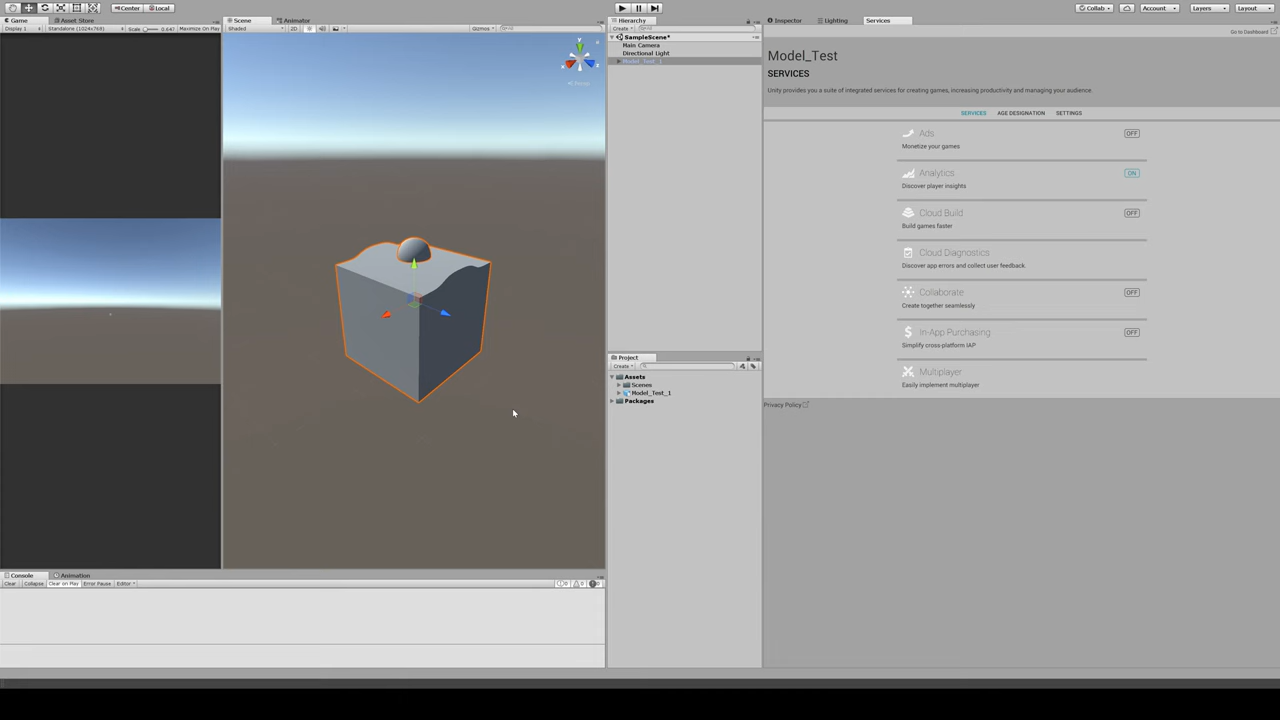 Center Local Collab Account Layers Layout
Game Asset Store Scene Animator Hierarchy Inspector Lighting Services
Display 1 Standalone (1024x768) Scale 0.647 Maximize On Play Shaded 2D Gizmos Create
Go to Dashboard
SampleScene*
Main Camera
Directional Light
Model_Test_1
y
x
Persp
Model_Test
SERVICES
Unity provides you a suite of integrated services for creating games, increasing productivity and managing your audience.
SERVICES AGE DESIGNATION SETTINGS
Ads OFF
Monetize your games
Analytics ON
Discover player insights
Cloud Build OFF
Build games faster
Cloud Diagnostics
Discover app errors and collect user feedback.
Collaborate OFF
Create together seamlessly
In-App Purchasing OFF
Simplify cross-platform IAP
Multiplayer
Easily implement multiplayer
Privacy Policy
Project
Create
Assets
Scenes
Model_Test_1
Packages
Console Animation
Clear Collapse Clear on Play Error Pause Editor